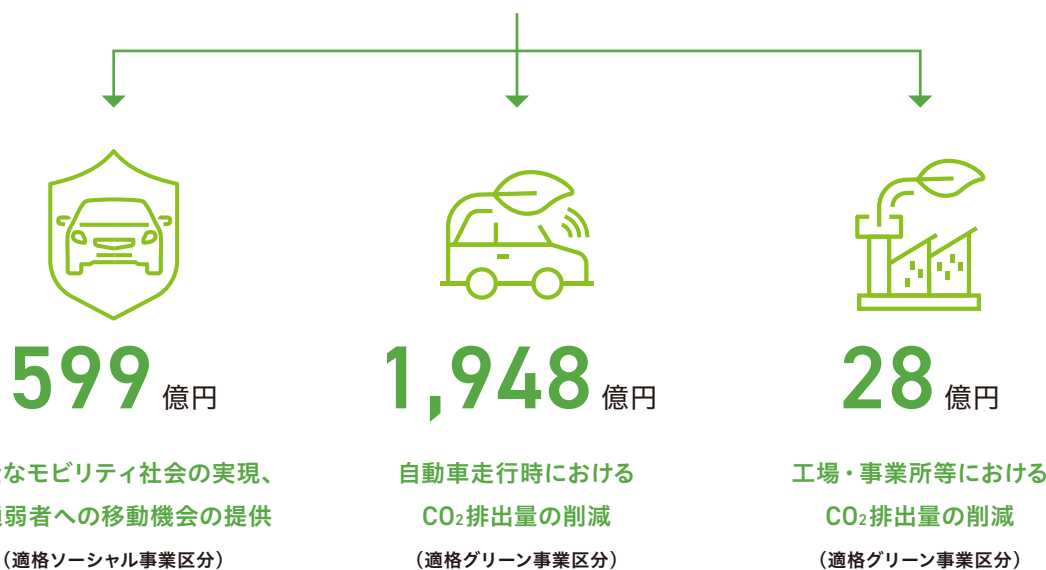 599 億円
なモビリティ社会の実現、
弱者への移動機会の提供
（適格ソーシャル事業区分）
1,948 億円
自動車走行時における
CO₂排出量の削減
（適格グリーン事業区分）
28 億円
工場・事業所等における
CO₂排出量の削減
（適格グリーン事業区分）